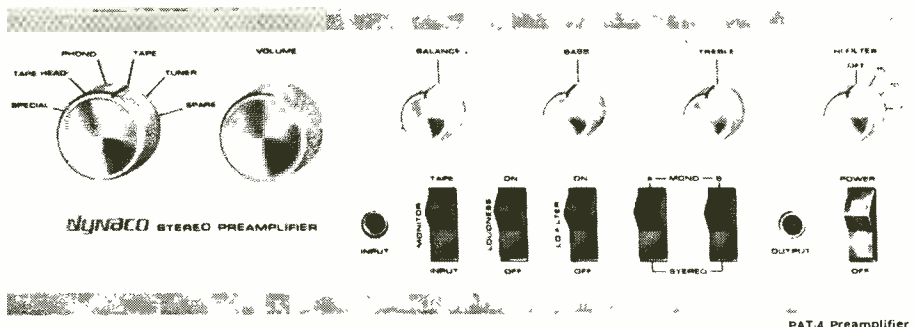 PHONO
TAPE
VOLUME
BALANCE
BASS
TREBLE
HI FILTER
OFF
TAPE HEAD
TUNER
SPECIAL
SPARE
TAPE
ON
ON
A — MONO — B
POWER
MONITOR
LOUDNESS
LO FILTER
dynaco STEREO PREAMPLIFIER
INPUT
OUTPUT
INPUT
OFF
OFF
STEREO
OFF
PAT-4 Preamplifier